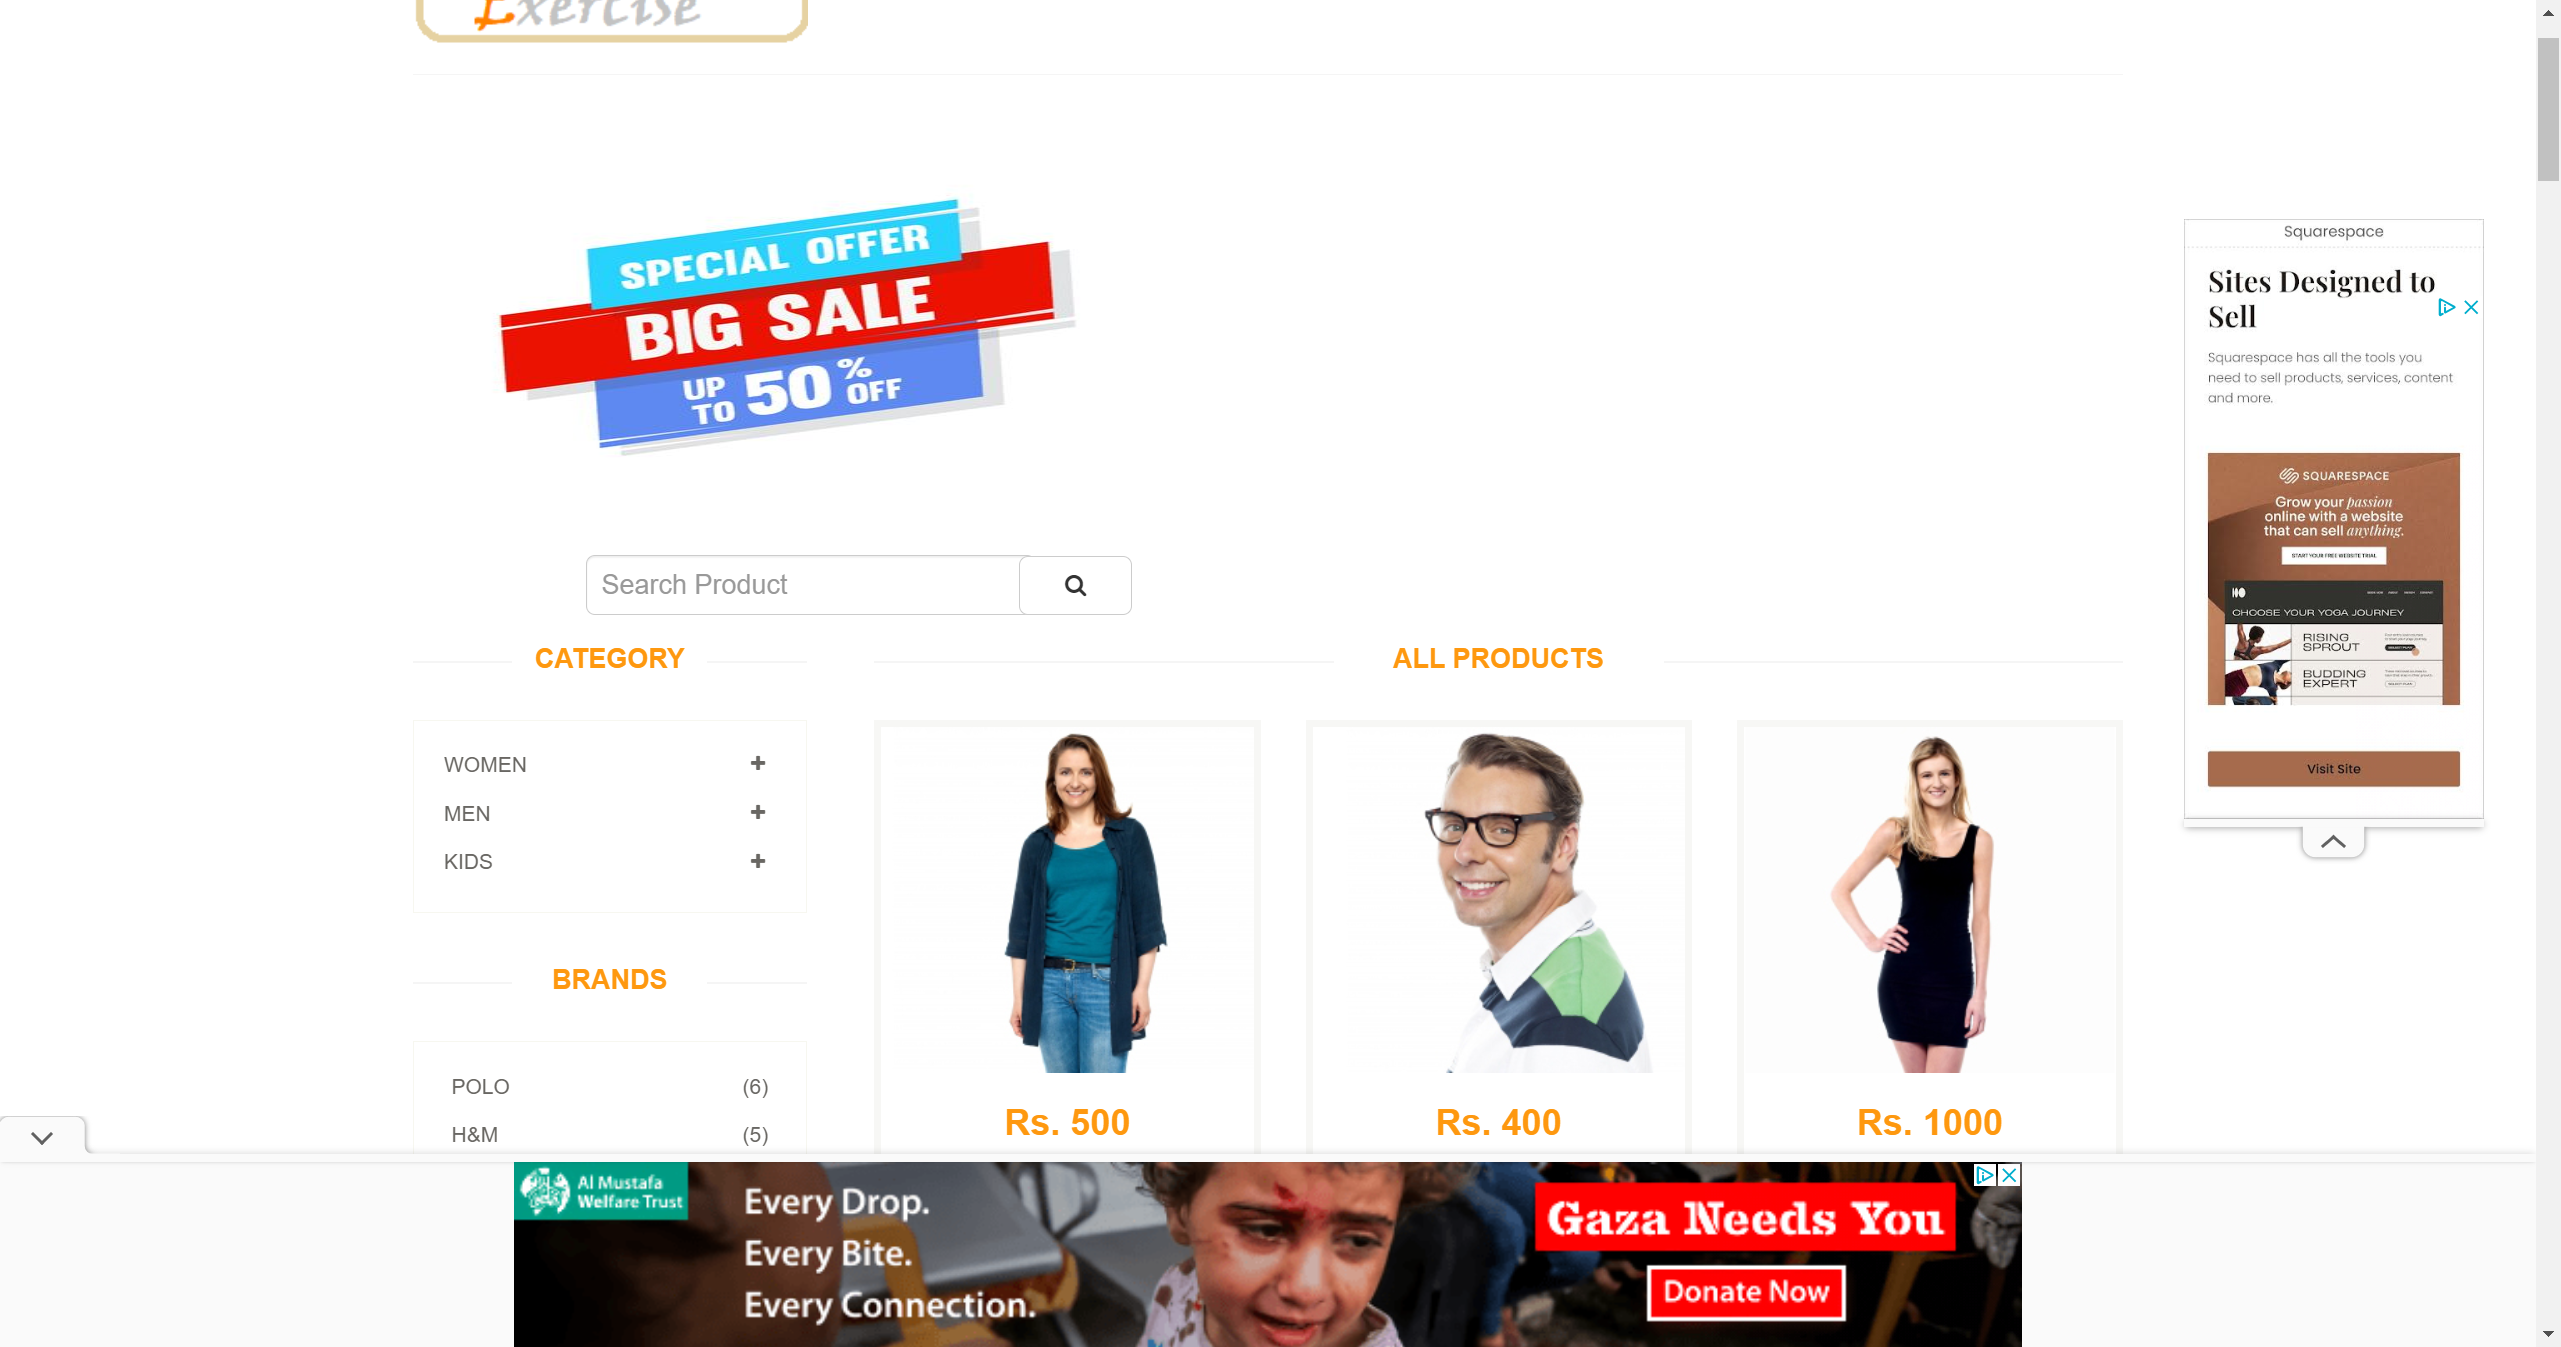 Exercise
SPECIAL OFFER
BIG SALE
UP TO 50% OFF
Search Product
CATEGORY
WOMEN
MEN
KIDS
BRANDS
POLO (6)
H&M (5)
ALL PRODUCTS
Rs. 500
Rs. 400
Rs. 1000
Squarespace
Sites Designed to
Sell
Squarespace has all the tools you
need to sell products, services, content
and more.
SQUARESPACE
Grow your passion
online with a website
that can sell anything.
START YOUR FREE WEBSITE TRIAL
CHOOSE YOUR YOGA JOURNEY
RISING
SPROUT
BUDDING
EXPERT
Visit Site
Al Mustafa
Welfare Trust
Every Drop.
Every Bite.
Every Connection.
Gaza Needs You
Donate Now